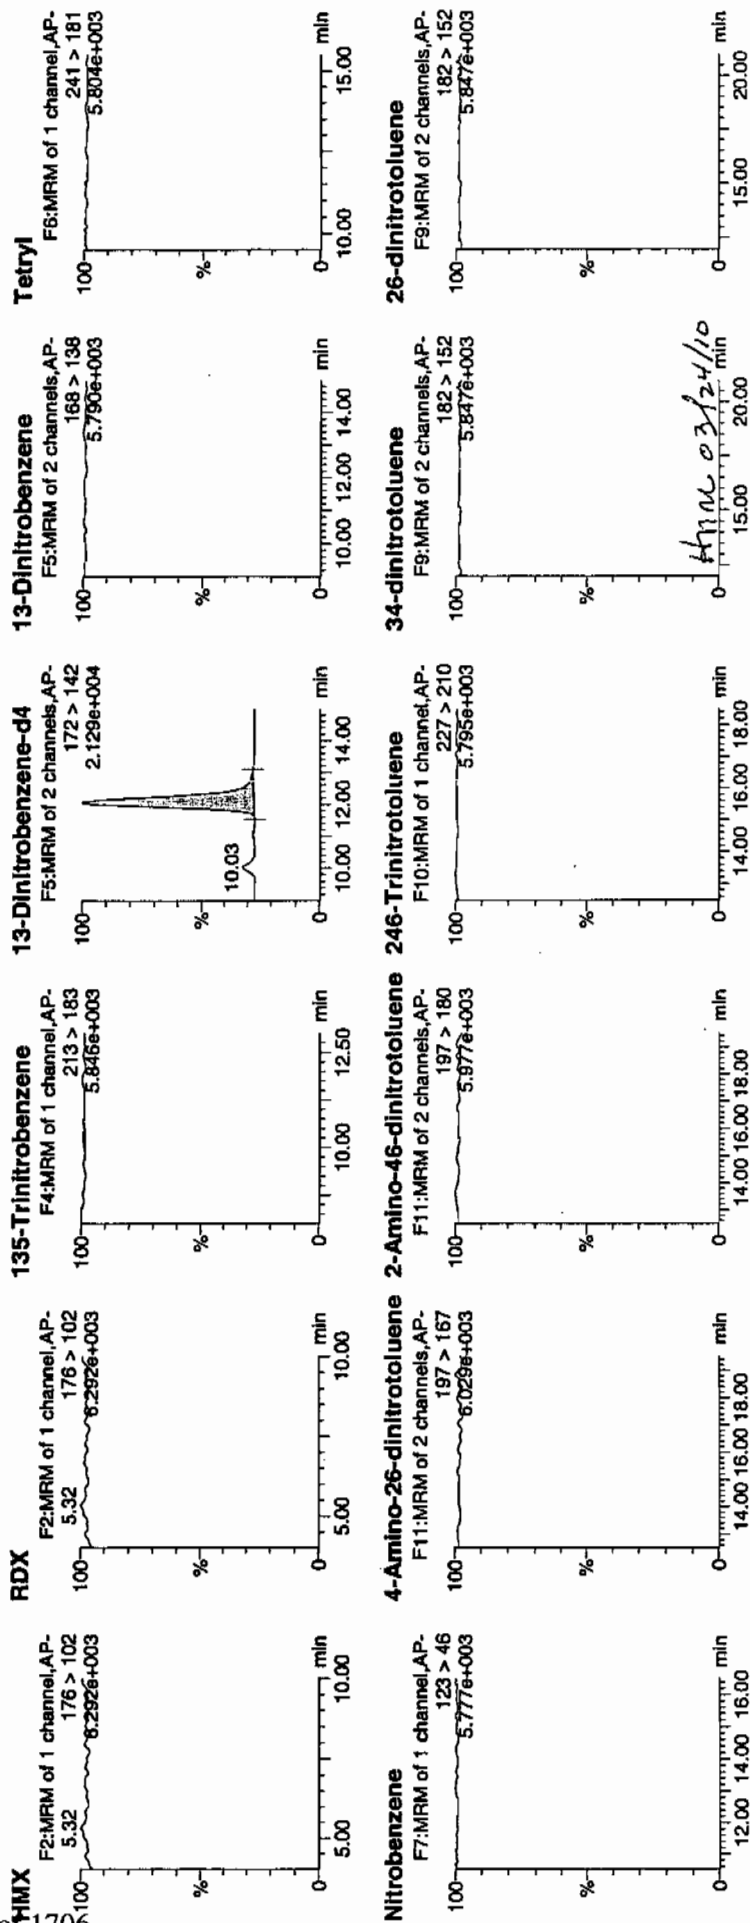 HMX
F2:MRM of 1 channel,AP-
176 > 102
6.292e+003
5.32
100
%
0
5.00 10.00 min
RDX
F2:MRM of 1 channel,AP-
176 > 102
6.292e+003
5.32
100
%
0
5.00 10.00 min
135-Trinitrobenzene
F4:MRM of 1 channel,AP-
213 > 183
5.846e+003
100
%
0
10.00 12.50 min
13-Dinitrobenzene-d4
F5:MRM of 2 channels,AP-
172 > 142
2.129e+004
100
%
10.03
0
10.00 12.00 14.00 min
13-Dinitrobenzene
F5:MRM of 2 channels,AP-
168 > 138
5.790e+003
100
%
0
10.00 12.00 14.00 min
Tetryl
F6:MRM of 1 channel,AP-
241 > 181
5.804e+003
100
%
0
10.00 15.00 min
Nitrobenzene
F7:MRM of 1 channel,AP-
123 > 46
5.777e+003
100
%
0
12.00 14.00 16.00 min
4-Amino-26-dinitrotoluene
F11:MRM of 2 channels,AP-
197 > 167
6.029e+003
100
%
0
14.00 16.00 18.00 min
2-Amino-46-dinitrotoluene
F11:MRM of 2 channels,AP-
197 > 180
5.977e+003
100
%
0
14.00 16.00 18.00 min
246-Trinitrotoluene
F10:MRM of 1 channel,AP-
227 > 210
5.795e+003
100
%
0
14.00 16.00 18.00 min
34-dinitrotoluene
F9:MRM of 2 channels,AP-
182 > 152
5.847e+003
100
%
03/24/10
0
15.00 20.00 min
26-dinitrotoluene
F9:MRM of 2 channels,AP-
182 > 152
5.847e+003
100
%
0
15.00 20.00 min
1706